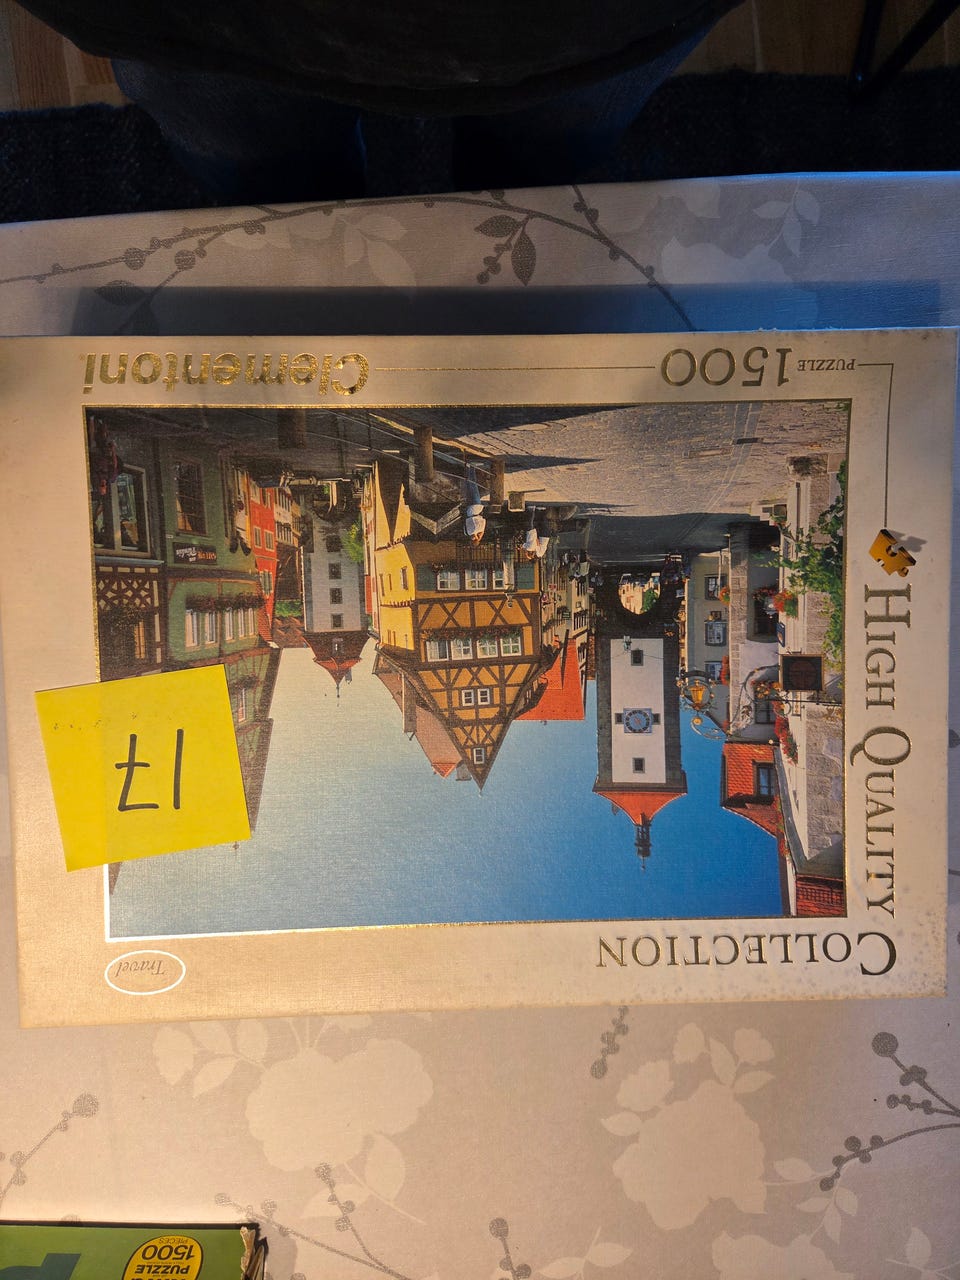 COLLECTION
HIGH QUALITY
Travel
17
PUZZLE 1500
Clementoni
PUZZLE
1500
PIECES